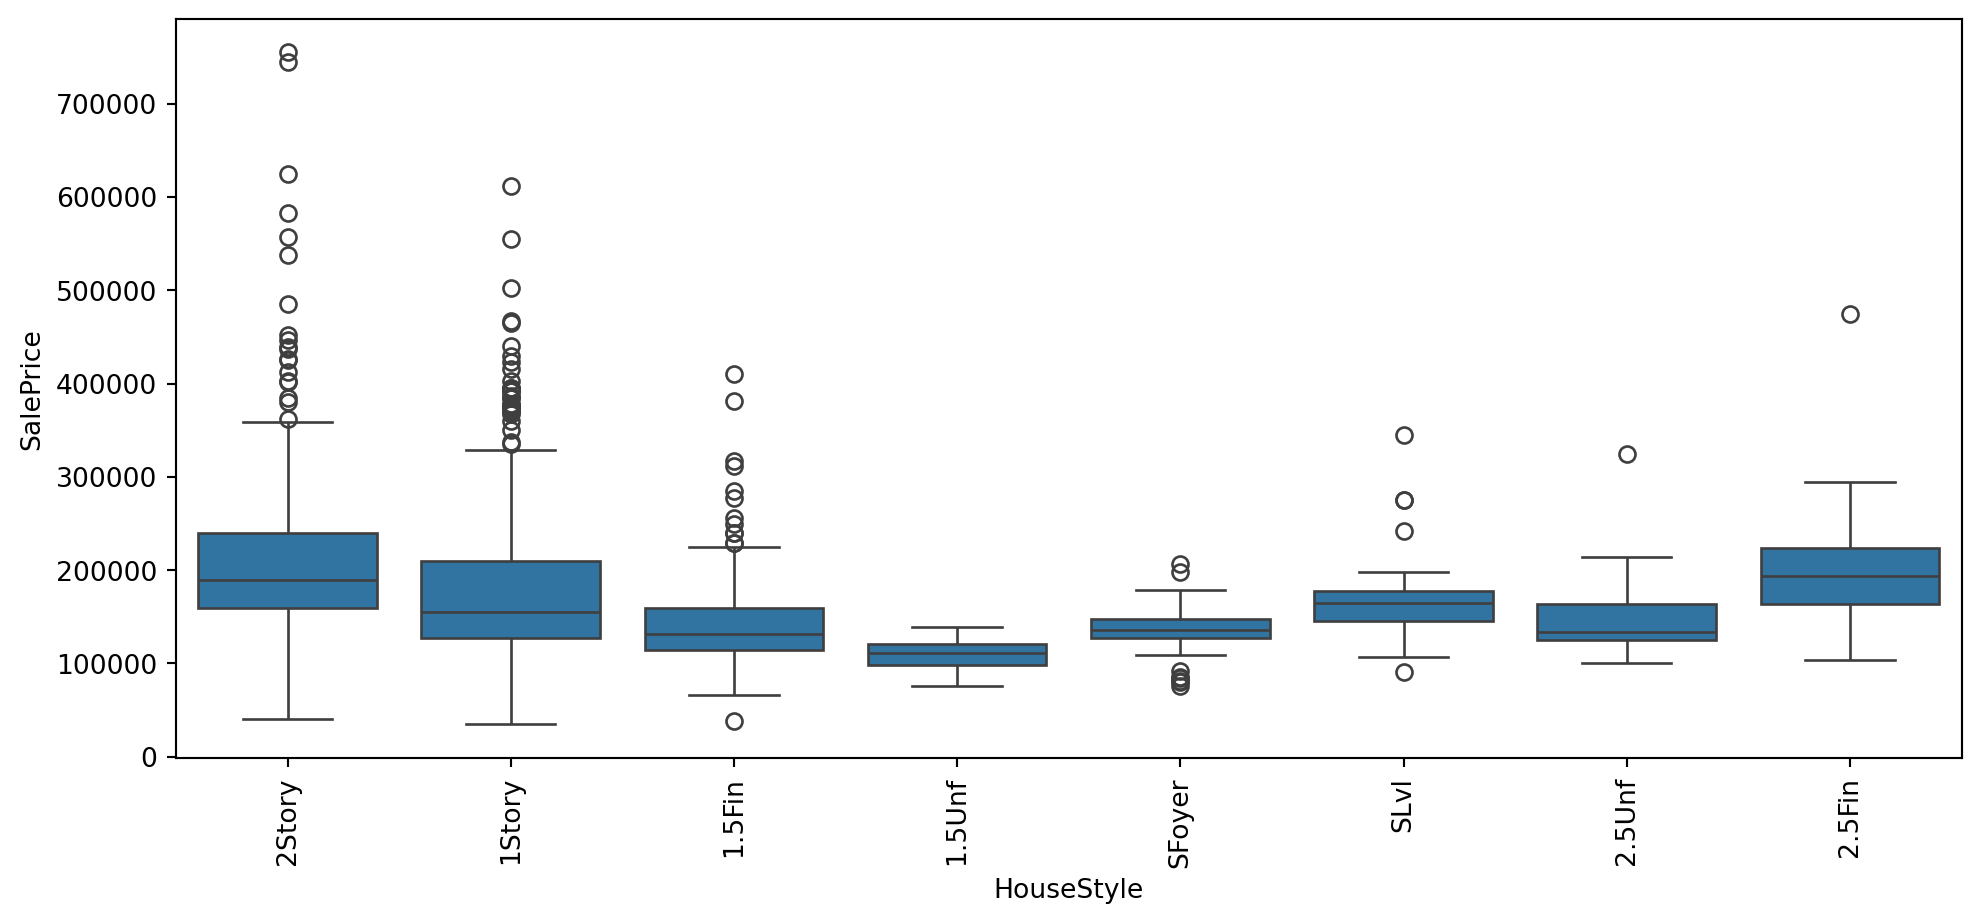 700000
600000
500000
400000
300000
200000
100000
0
SalePrice
2Story
1Story
1.5Fin
1.5Unf
SFoyer
SLvl
2.5Unf
2.5Fin
HouseStyle